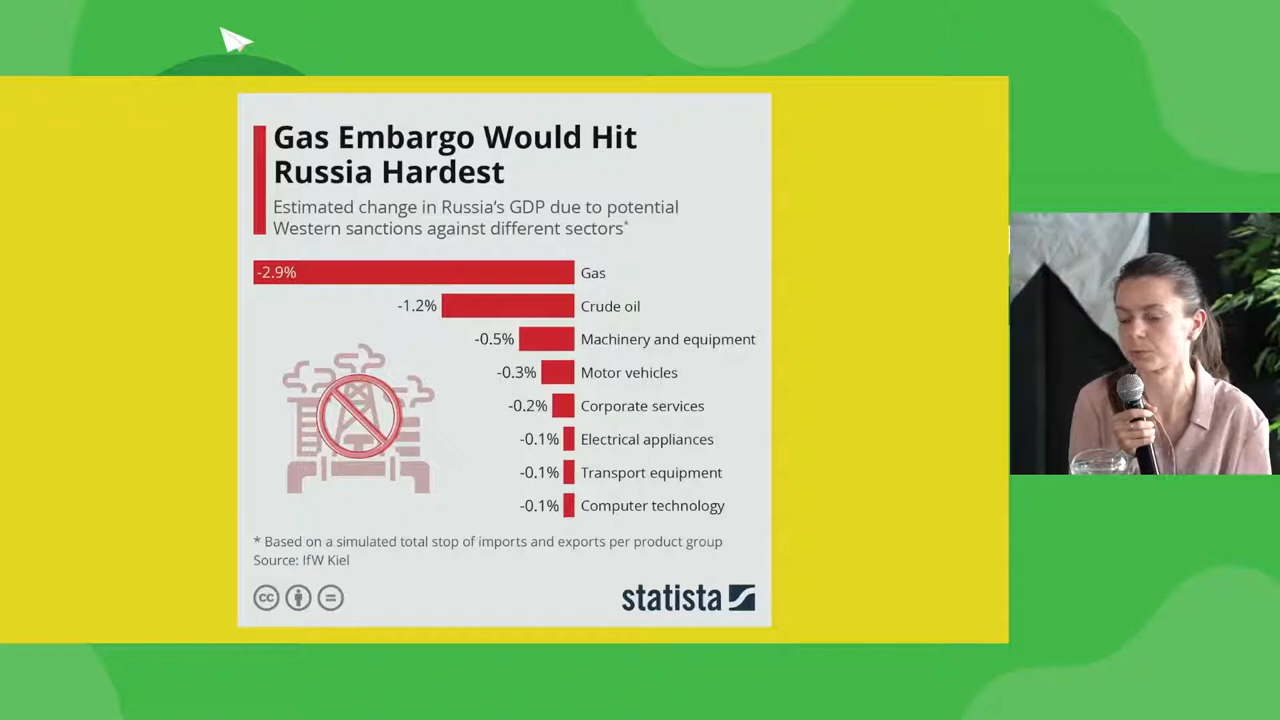 Gas Embargo Would Hit
Russia Hardest
Estimated change in Russia's GDP due to potential
Western sanctions against different sectors*
-2.9% Gas
-1.2% Crude oil
-0.5% Machinery and equipment
-0.3% Motor vehicles
-0.2% Corporate services
-0.1% Electrical appliances
-0.1% Transport equipment
-0.1% Computer technology
* Based on a simulated total stop of imports and exports per product group
Source: IfW Kiel
cc
statista